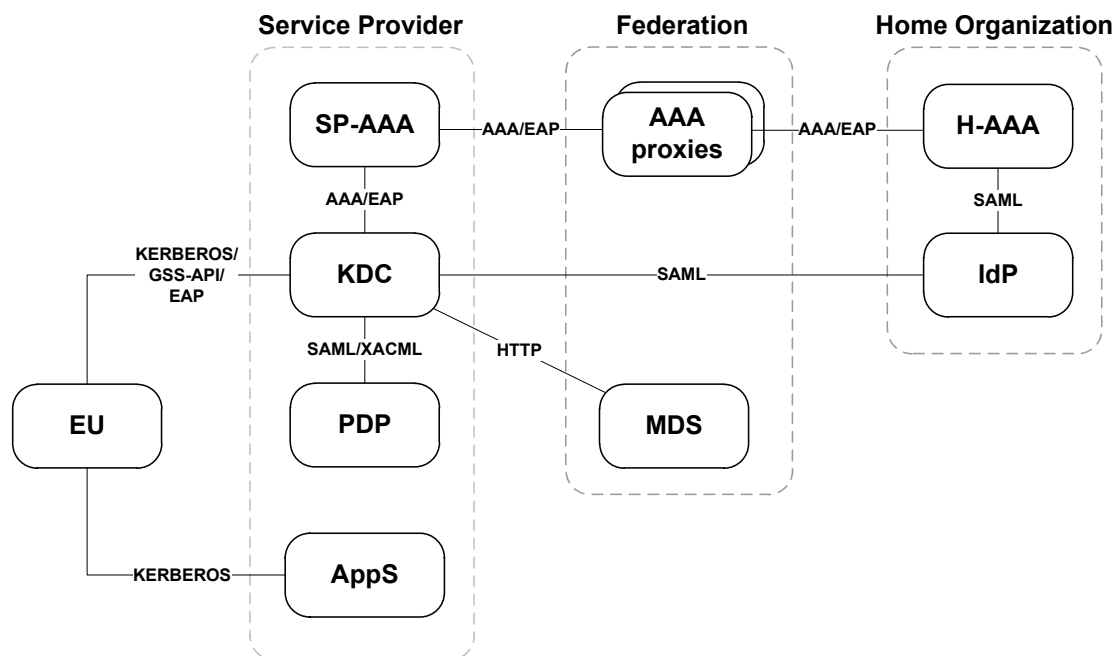 Service Provider
Federation
Home Organization
SP-AAA
AAA/EAP
AAA
proxies
AAA/EAP
H-AAA
AAA/EAP
SAML
KERBEROS/
GSS-API/
EAP
KDC
SAML
IdP
SAML/XACML
HTTP
EU
PDP
MDS
KERBEROS
AppS